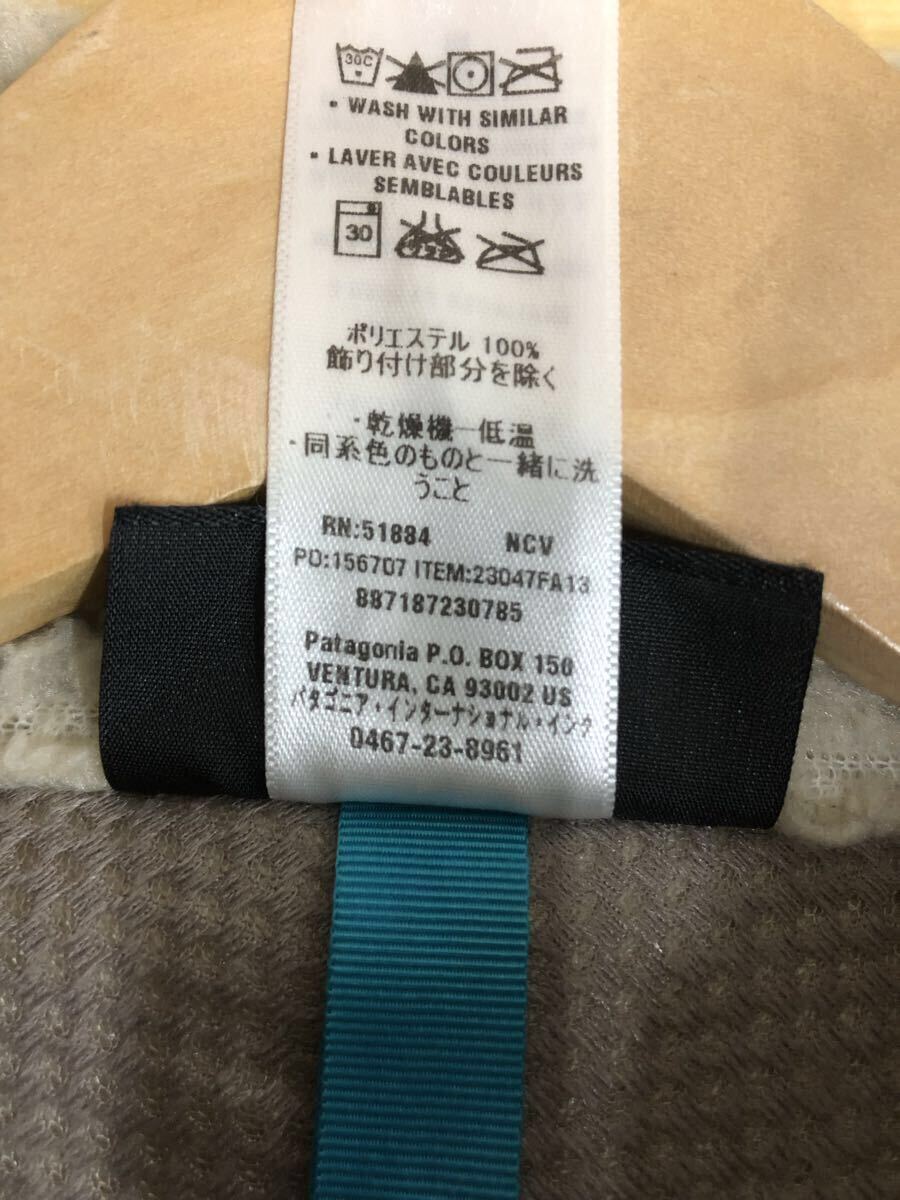 30C
• WASH WITH SIMILAR
COLORS
• LAVER AVEC COULEURS
SEMBLABLES
30
ポリエステル 100%
飾り付け部分を除く
・乾燥機一低温
・同系色のものと一緒に洗
うこと
RN:51884 NCV
PO:156707 ITEM:23047FA13
887187230785
Patagonia P.O. BOX 150
VENTURA, CA 93002 US
パタゴニア・インターナショナル・インク
0467-23-8961